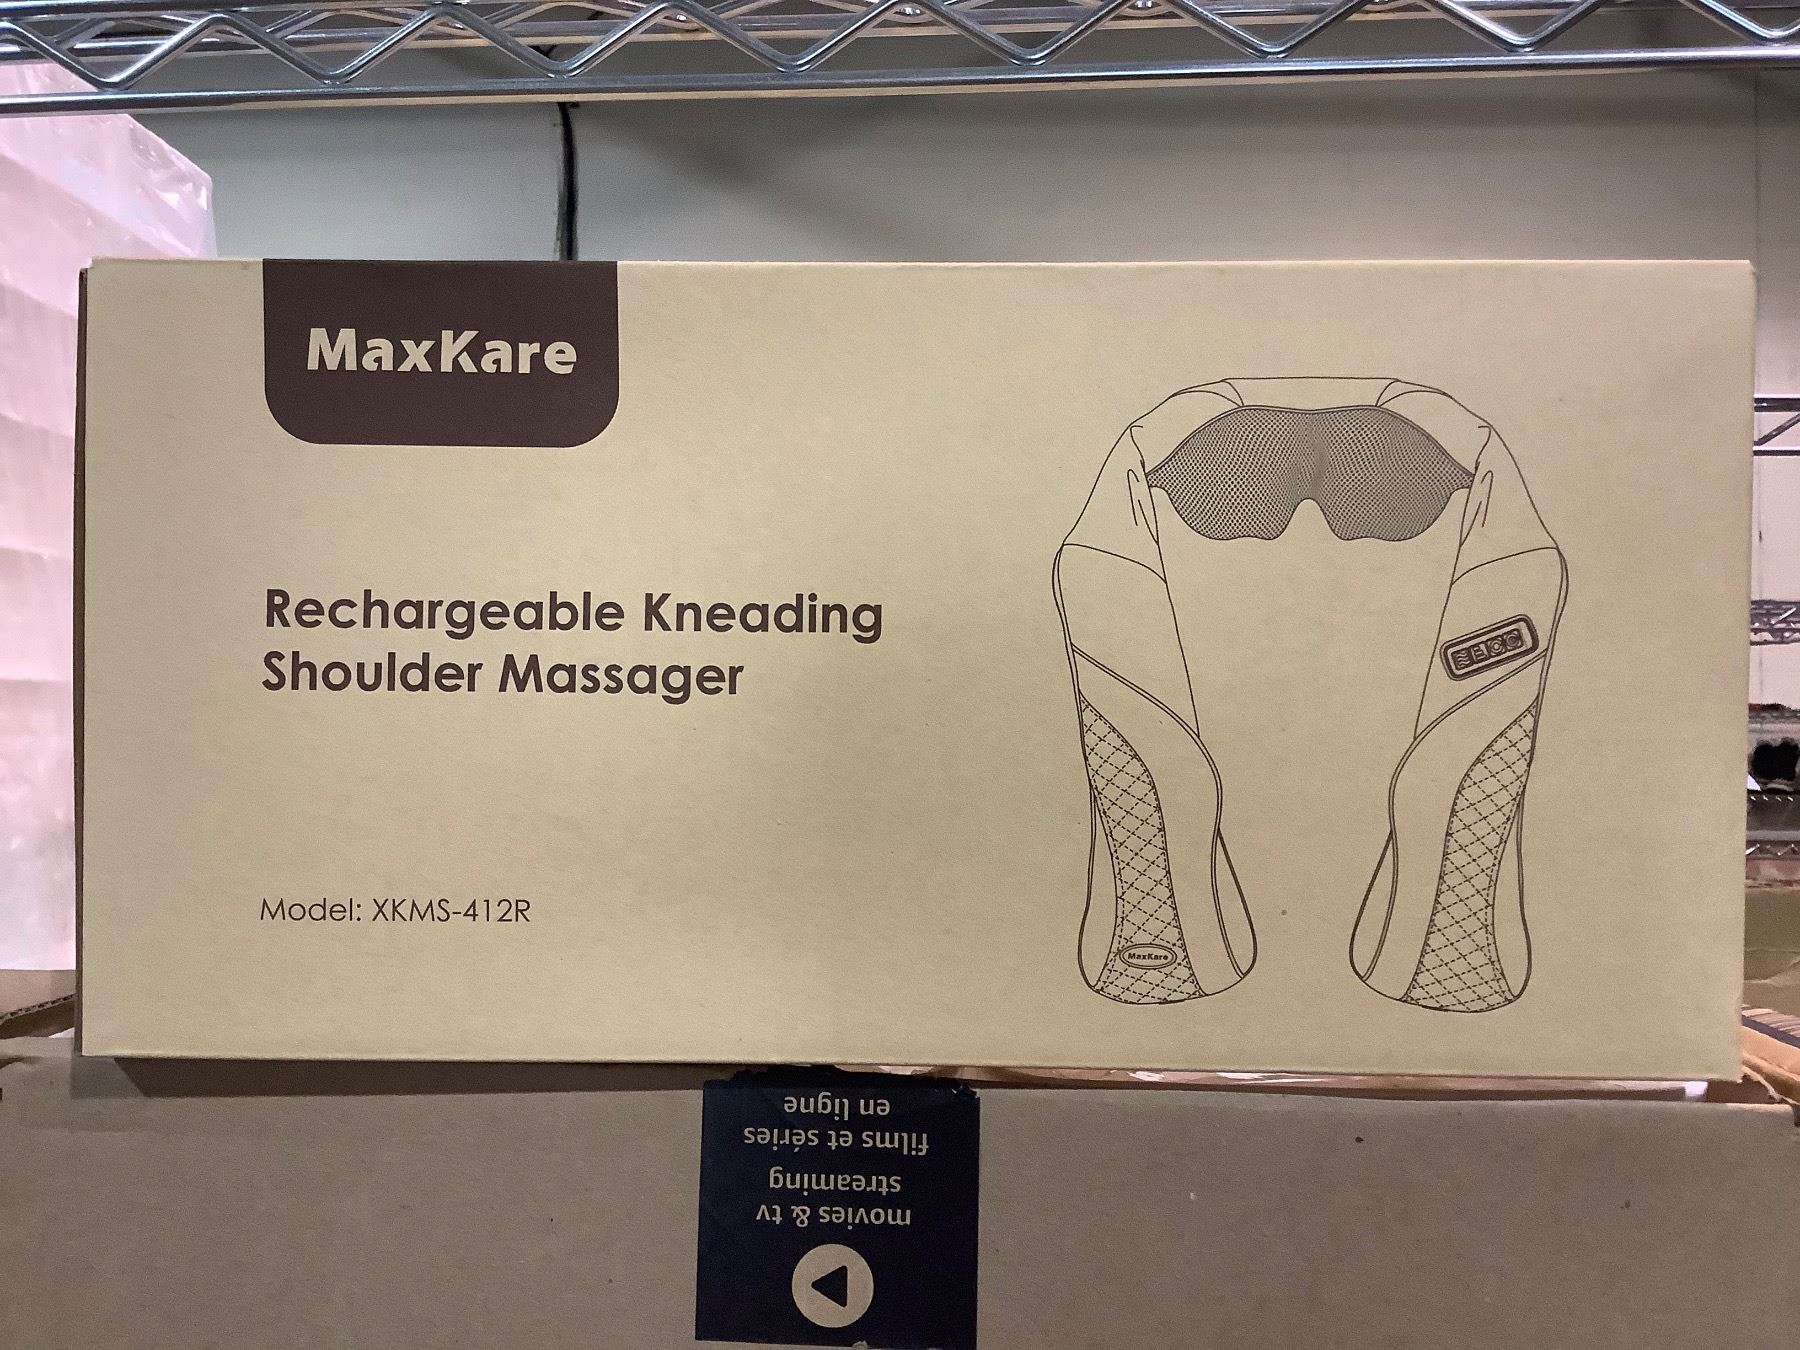 MaxKare
Rechargeable Kneading
Shoulder Massager
Model: XKMS-412R
MaxKare
movies & tv
streaming
films et séries
en ligne